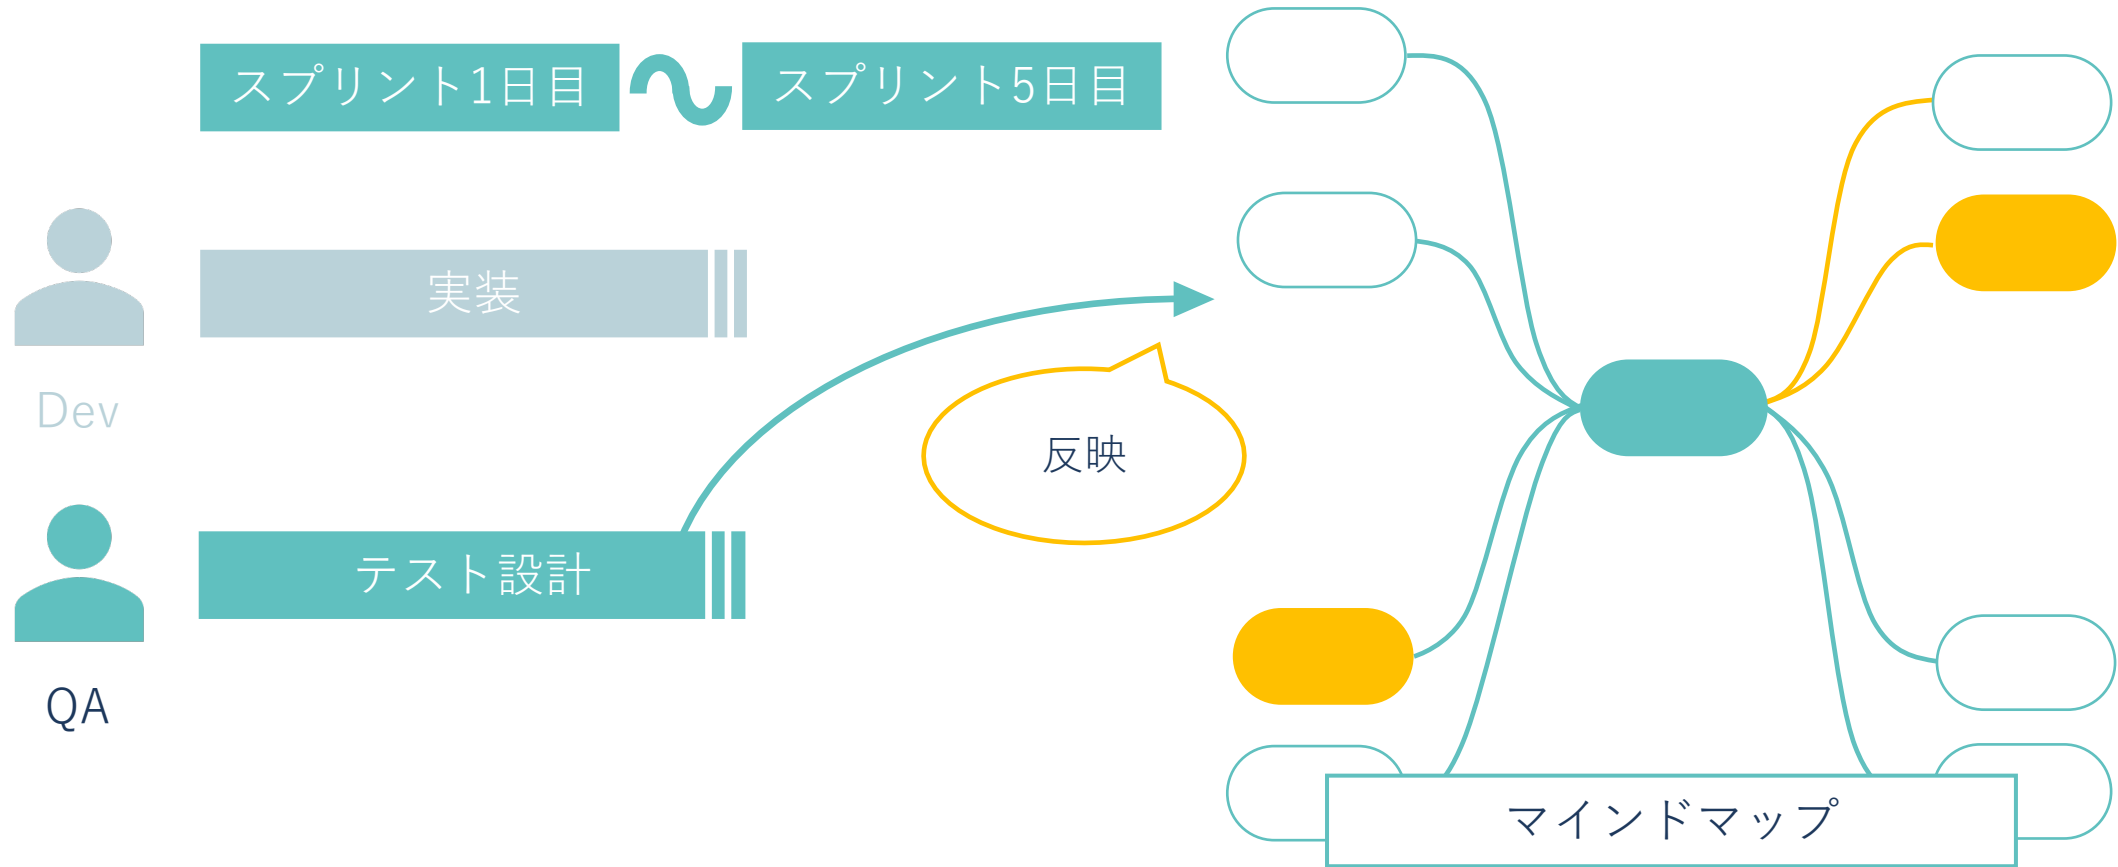 スプリント1日目
スプリント5日目
実装
Dev
反映
テスト設計
QA
マインドマップ